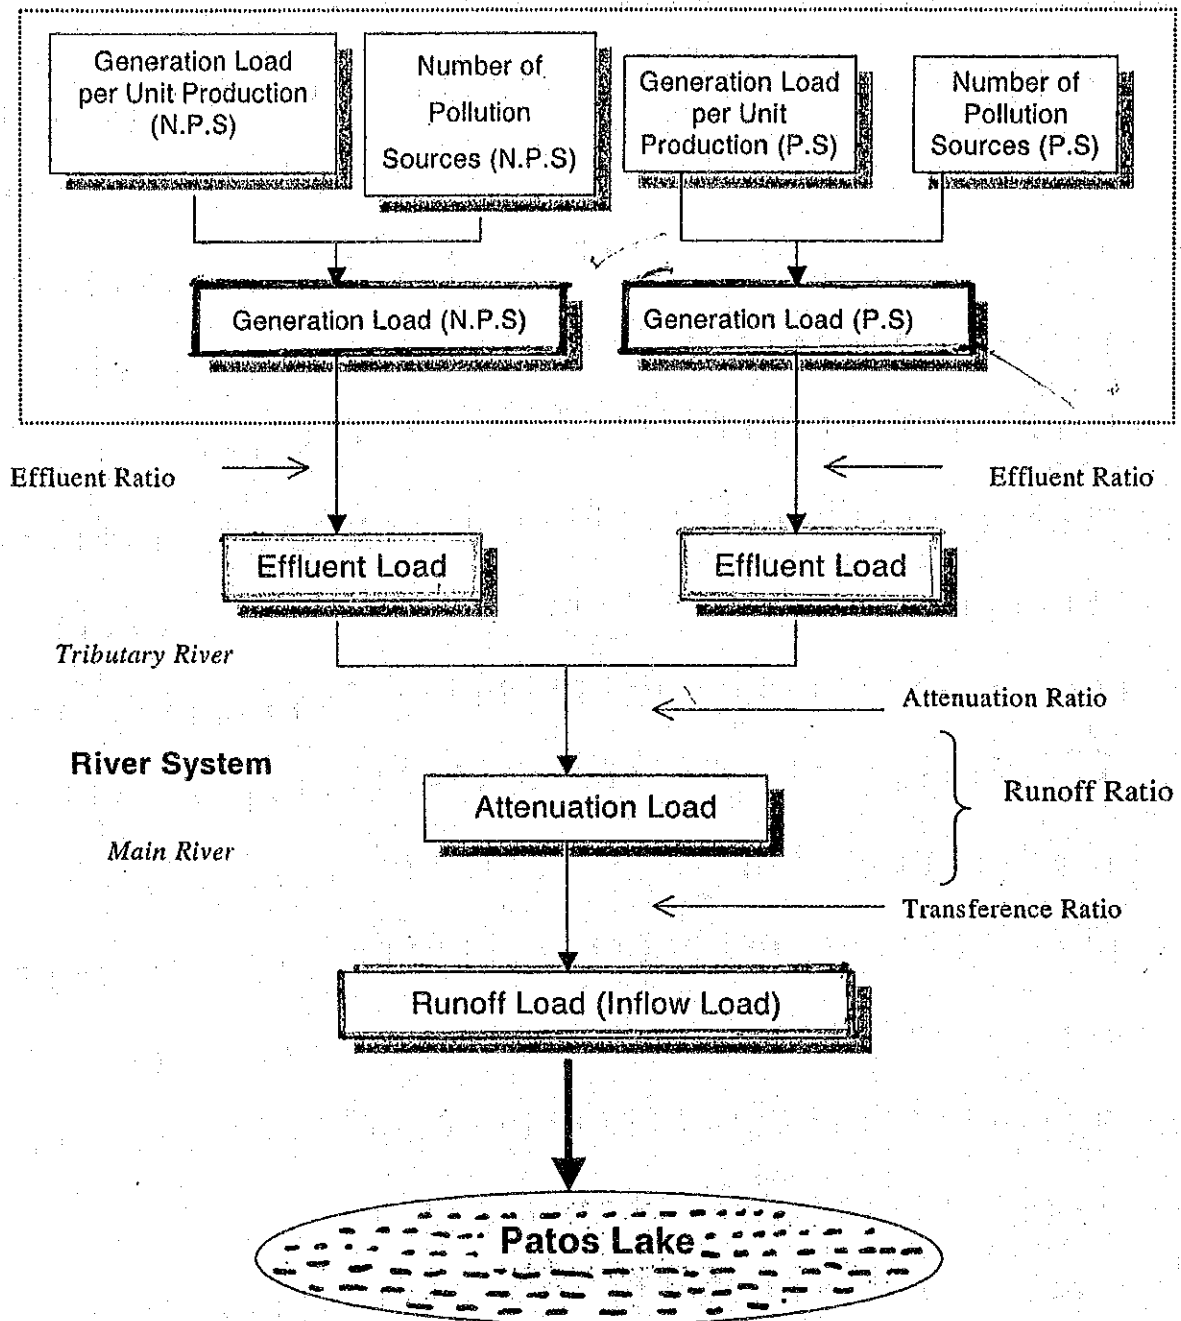 Generation Load
per Unit Production
(N.P.S)
Number of
Pollution
Sources (N.P.S)
Generation Load
per Unit
Production (P.S)
Number of
Pollution
Sources (P.S)
Generation Load (N.P.S)
Generation Load (P.S)
Effluent Ratio
Effluent Ratio
Effluent Load
Effluent Load
Tributary River
Attenuation Ratio
River System
Runoff Ratio
Attenuation Load
Main River
Transference Ratio
Runoff Load (Inflow Load)
Patos Lake